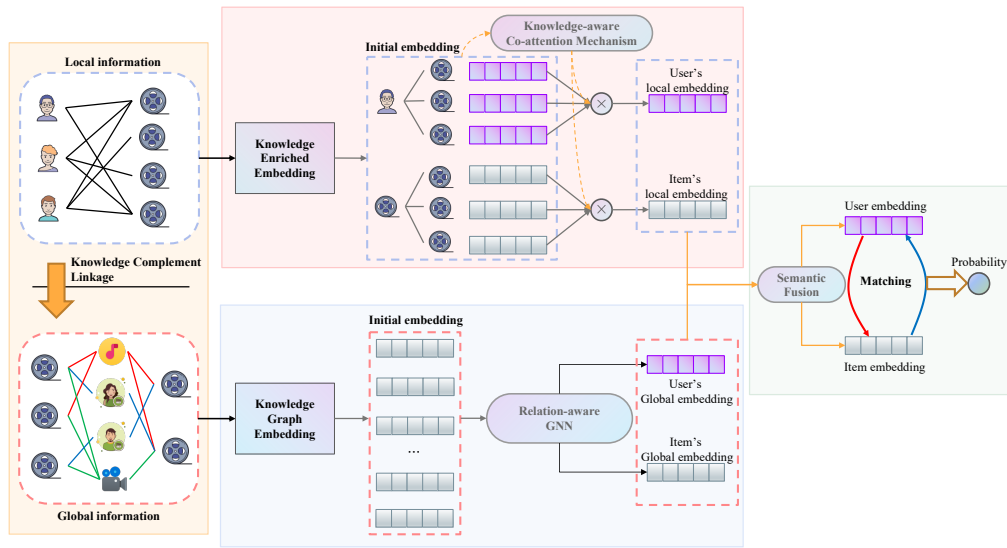 Local information
Knowledge Complement
Linkage
Global information
Knowledge
Enriched
Embedding
Initial embedding
Knowledge-aware
Co-attention Mechanism
User's
local embedding
Item's
local embedding
Knowledge
Graph
Embedding
Initial embedding
...
Relation-aware
GNN
User's
Global embedding
Item's
Global embedding
Semantic
Fusion
User embedding
Matching
Item embedding
Probability